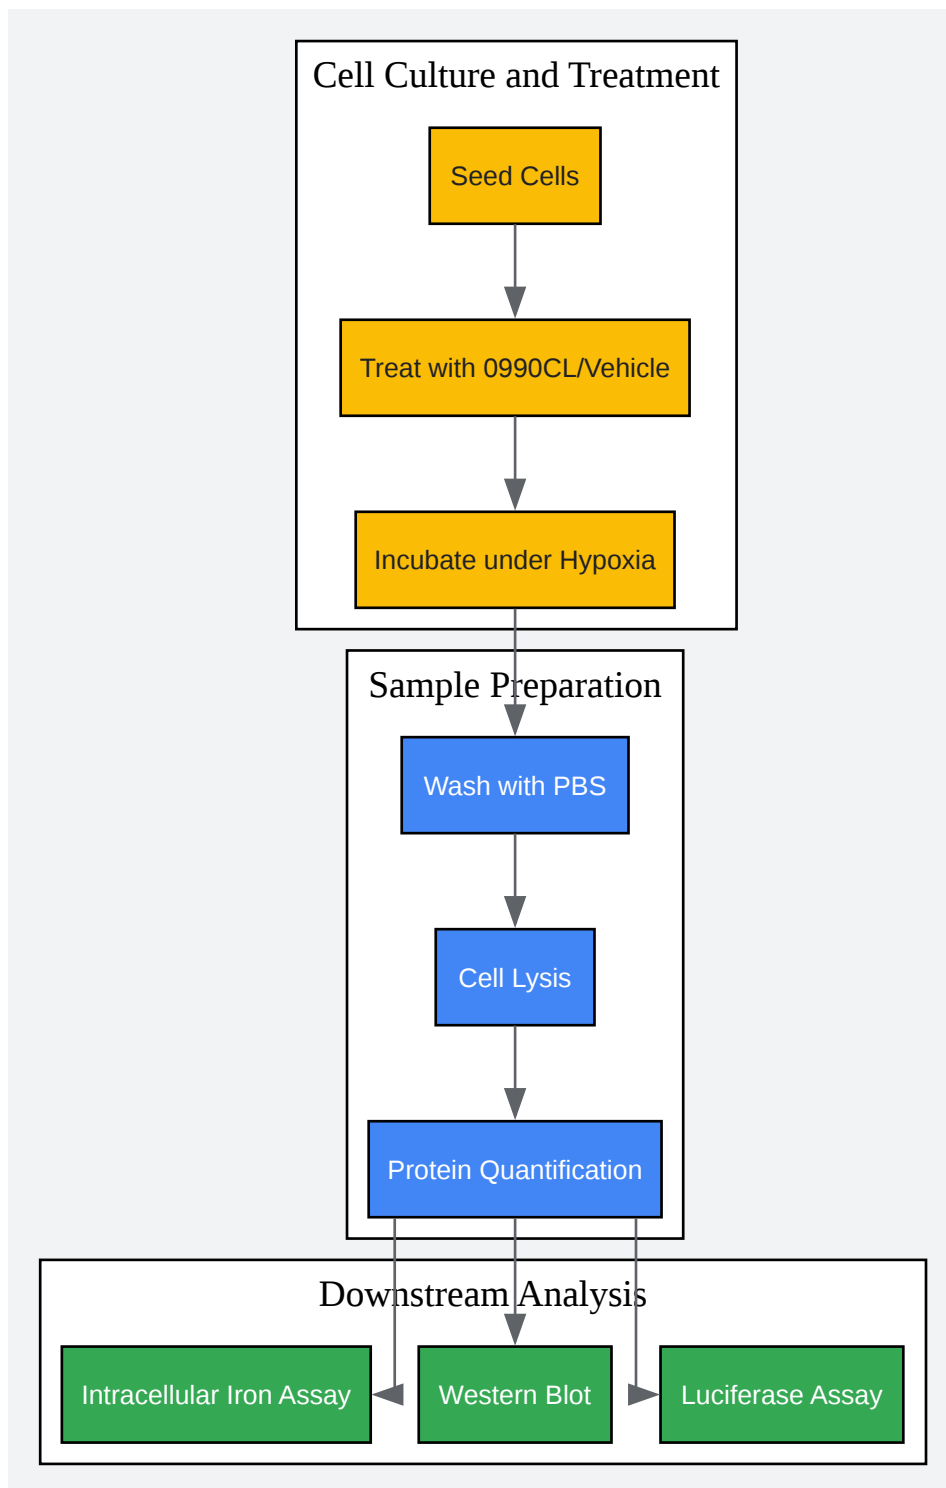 Cell Culture and Treatment
Seed Cells
Treat with 0990CL/Vehicle
Incubate under Hypoxia
Sample Preparation
Wash with PBS
Cell Lysis
Protein Quantification
Downstream Analysis
Intracellular Iron Assay
Western Blot
Luciferase Assay